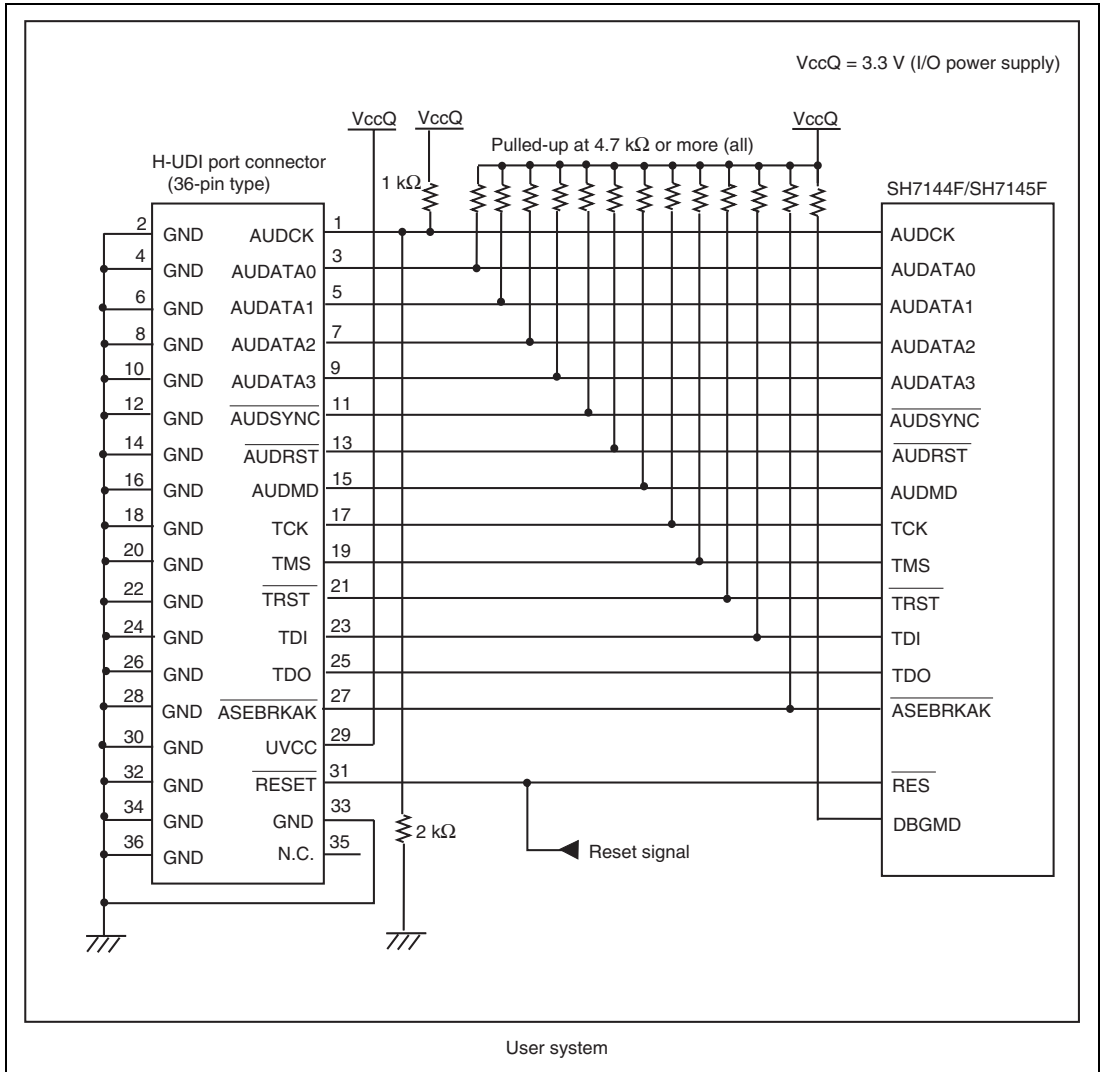 VccQ = 3.3 V (I/O power supply)
VccQ VccQ VccQ
Pulled-up at 4.7 kΩ or more (all)
H-UDI port connector
(36-pin type)
1 kΩ
SH7144F/SH7145F
2 GND AUDCK 1 AUDCK
4 GND AUDATA0 3 AUDATA0
6 GND AUDATA1 5 AUDATA1
8 GND AUDATA2 7 AUDATA2
10 GND AUDATA3 9 AUDATA3
12 GND AUDSYNC 11 AUDSYNC
14 GND AUDRST 13 AUDRST
16 GND AUDMD 15 AUDMD
18 GND TCK 17 TCK
20 GND TMS 19 TMS
22 GND TRST 21 TRST
24 GND TDI 23 TDI
26 GND TDO 25 TDO
28 GND ASEBRKAK 27 ASEBRKAK
30 GND UVCC 29
32 GND RESET 31 RES
34 GND GND 33 DBGMD
2 kΩ
36 GND N.C. 35
Reset signal
User system